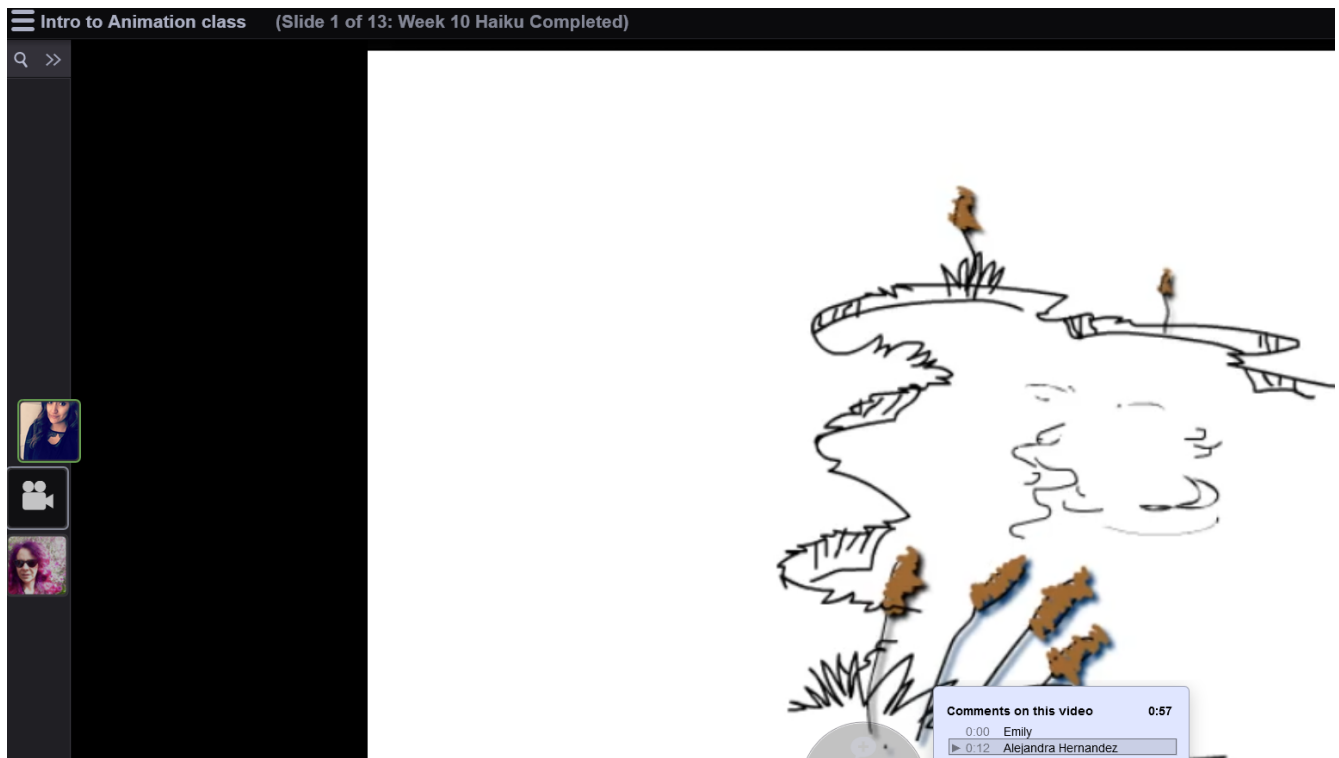 Intro to Animation class (Slide 1 of 13: Week 10 Haiku Completed)
Comments on this video 0:57
0:00 Emily
0:12 Alejandra Hernandez